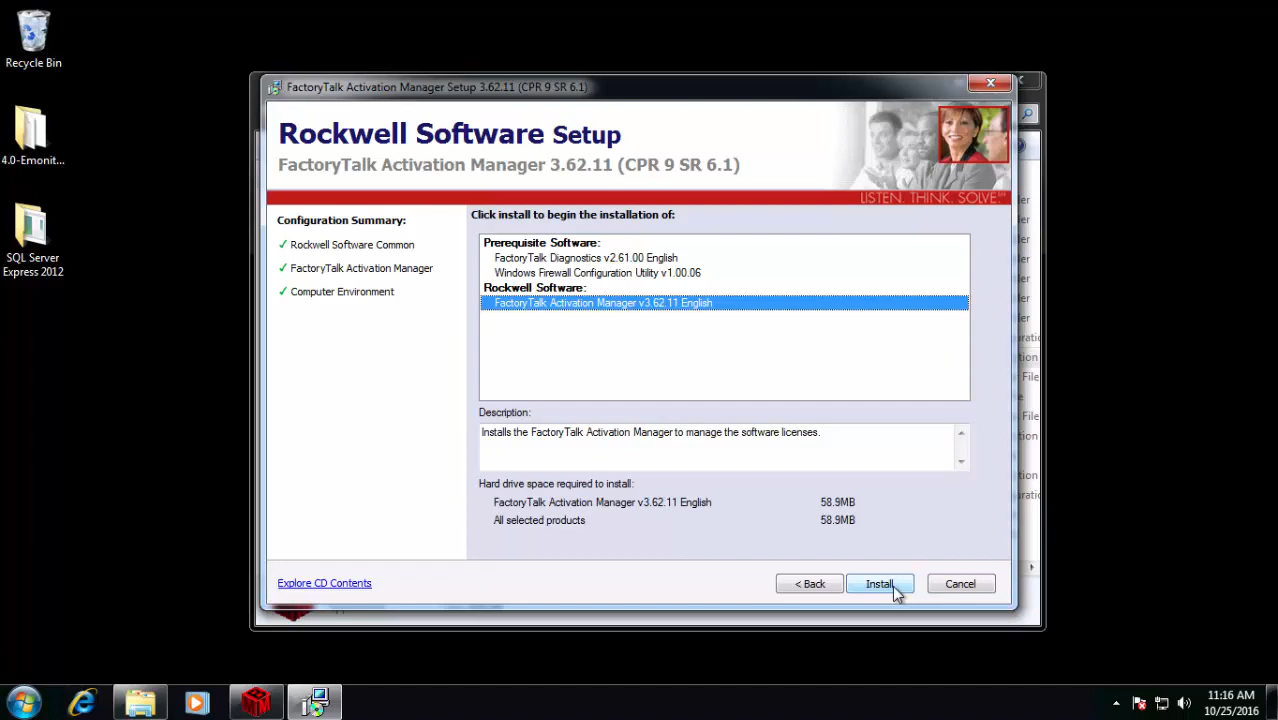 Recycle Bin
4.0-Emonit...
SQL Server
Express 2012
FactoryTalk Activation Manager Setup 3.62.11 (CPR 9 SR 6.1)
Rockwell Software Setup
FactoryTalk Activation Manager 3.62.11 (CPR 9 SR 6.1)
LISTEN. THINK. SOLVE.℠
Configuration Summary:
✓ Rockwell Software Common
✓ FactoryTalk Activation Manager
✓ Computer Environment
Click install to begin the installation of:
Prerequisite Software:
FactoryTalk Diagnostics v2.61.00 English
Windows Firewall Configuration Utility v1.00.06
Rockwell Software:
FactoryTalk Activation Manager v3.62.11 English
Description:
Installs the FactoryTalk Activation Manager to manage the software licenses.
Hard drive space required to install:
FactoryTalk Activation Manager v3.62.11 English 58.9MB
All selected products 58.9MB
Explore CD Contents
< Back
Install
Cancel
11:16 AM
10/25/2016